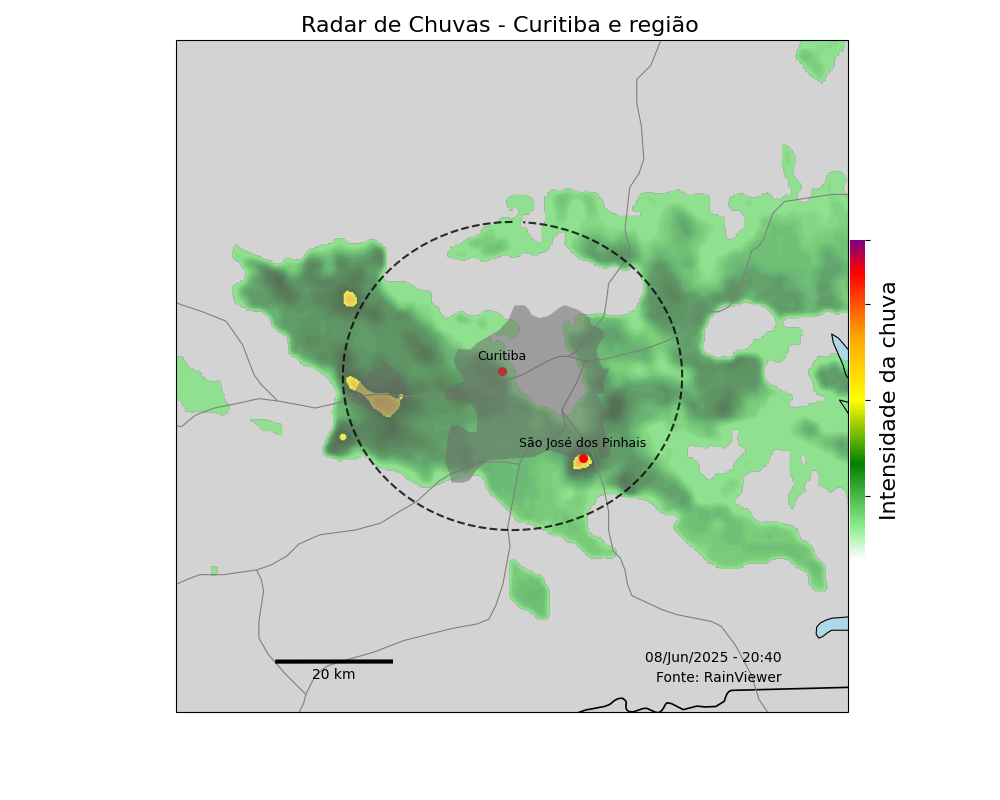 Radar de Chuvas - Curitiba e região
Curitiba
São José dos Pinhais
Intensidade da chuva
20 km
08/Jun/2025 - 20:40
Fonte: RainViewer